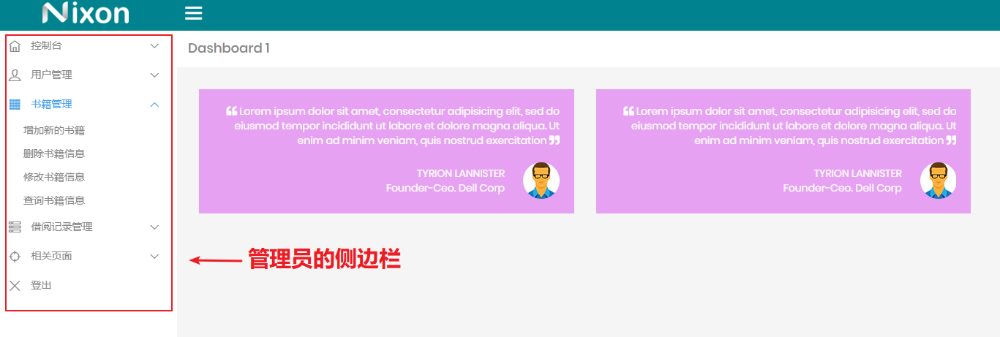 Nixon
控制台
用户管理
书籍管理
增加新的书籍
删除书籍信息
修改书籍信息
查询书籍信息
借阅记录管理
相关页面
登出
Dashboard 1
❝ Lorem ipsum dolor sit amet, consectetur adipisicing elit, sed do
eiusmod tempor incididunt ut labore et dolore magna aliqua. Ut
enim ad minim veniam, quis nostrud exercitation ❞
TYRION LANNISTER
Founder-Ceo. Dell Corp
❝ Lorem ipsum dolor sit amet, consectetur adipisicing elit, sed do
eiusmod tempor incididunt ut labore et dolore magna aliqua. Ut
enim ad minim veniam, quis nostrud exercitation ❞
TYRION LANNISTER
Founder-Ceo. Dell Corp
管理员的侧边栏